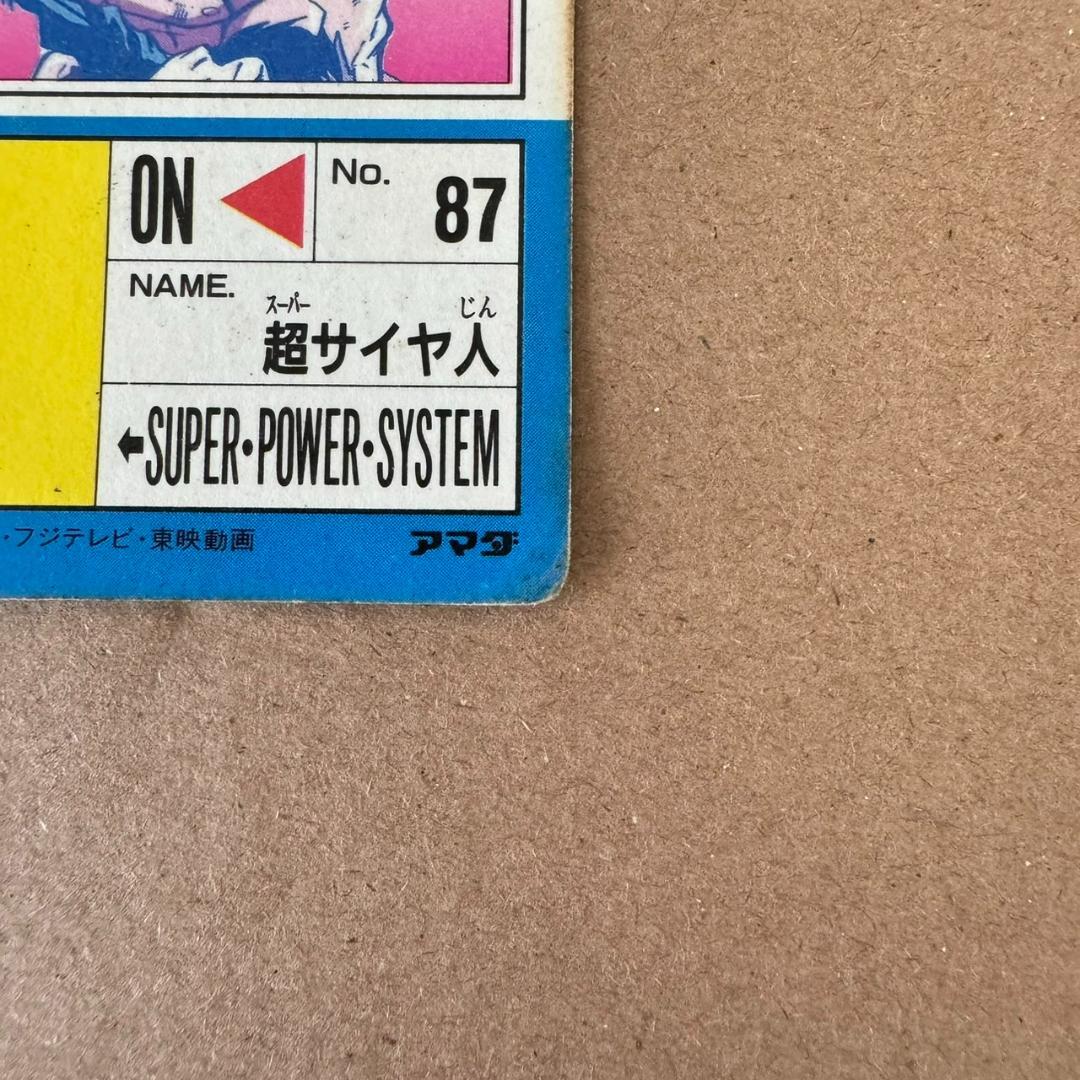 ON
No. 87
NAME.
スーパー じん
超サイヤ人
←SUPER・POWER・SYSTEM
・フジテレビ・東映動画
アマダ